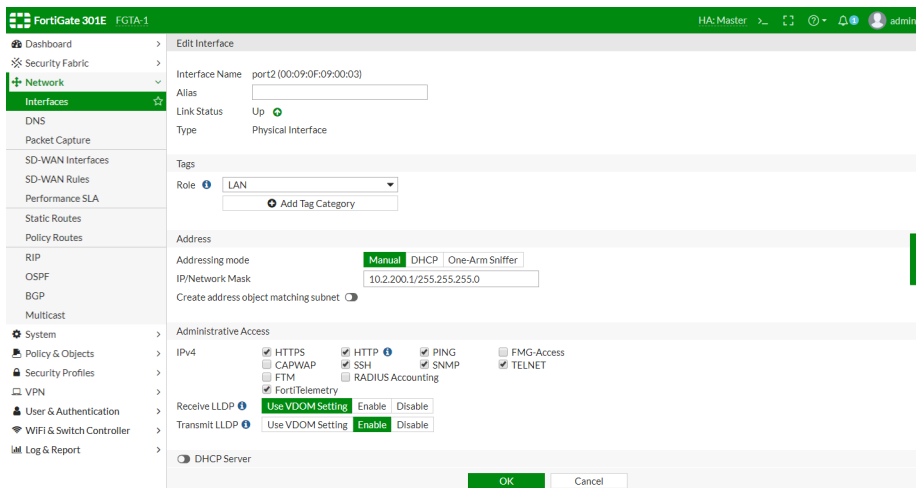 FortiGate 301E FGTA-1
HA: Master >_ 1 admin
Dashboard
Security Fabric
Network
Interfaces
DNS
Packet Capture
SD-WAN Interfaces
SD-WAN Rules
Performance SLA
Static Routes
Policy Routes
RIP
OSPF
BGP
Multicast
System
Policy & Objects
Security Profiles
VPN
User & Authentication
WiFi & Switch Controller
Log & Report
Edit Interface
Interface Name port2 (00:09:0F:09:00:03)
Alias
Link Status Up
Type Physical Interface
Tags
Role LAN
Add Tag Category
Address
Addressing mode Manual DHCP One-Arm Sniffer
IP/Network Mask 10.2.200.1/255.255.255.0
Create address object matching subnet
Administrative Access
IPv4 HTTPS HTTP PING FMG-Access
CAPWAP SSH SNMP TELNET
FTM RADIUS Accounting
FortiTelemetry
Receive LLDP Use VDOM Setting Enable Disable
Transmit LLDP Use VDOM Setting Enable Disable
DHCP Server
OK Cancel